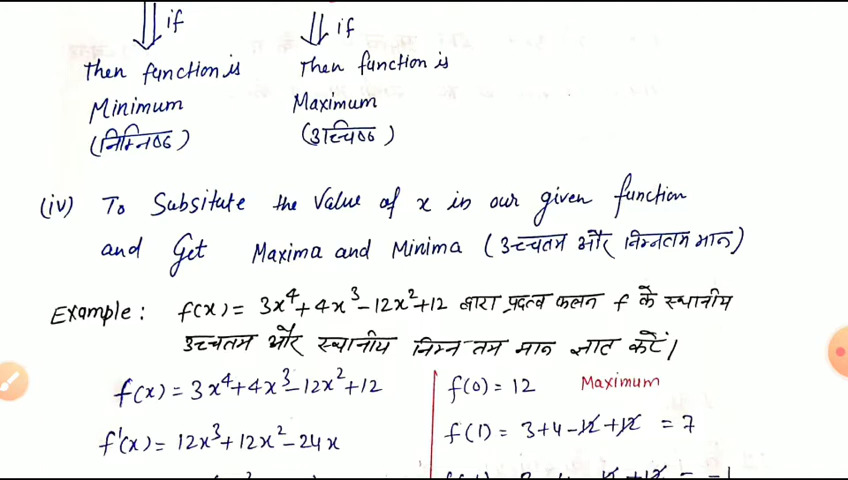 if if
Then function is Then function is
Minimum Maximum
(निम्निष्ठ) (उच्चिष्ठ)
(iv) To Subsitute the Value of x in our given function
and Get Maxima and Minima (उच्चतम और निम्नतम मान)
Example: f(x) = 3x⁴+4x³-12x²+12 द्वारा प्रदत्व फलन f के स्थानीय
उच्चतम और स्थानीय निम्नतम मान ज्ञात करें।
f(x) = 3x⁴+4x³-12x²+12
f'(x) = 12x³+12x²-24x
f(0) = 12 Maximum
f(1) = 3+4-12+12 = 7